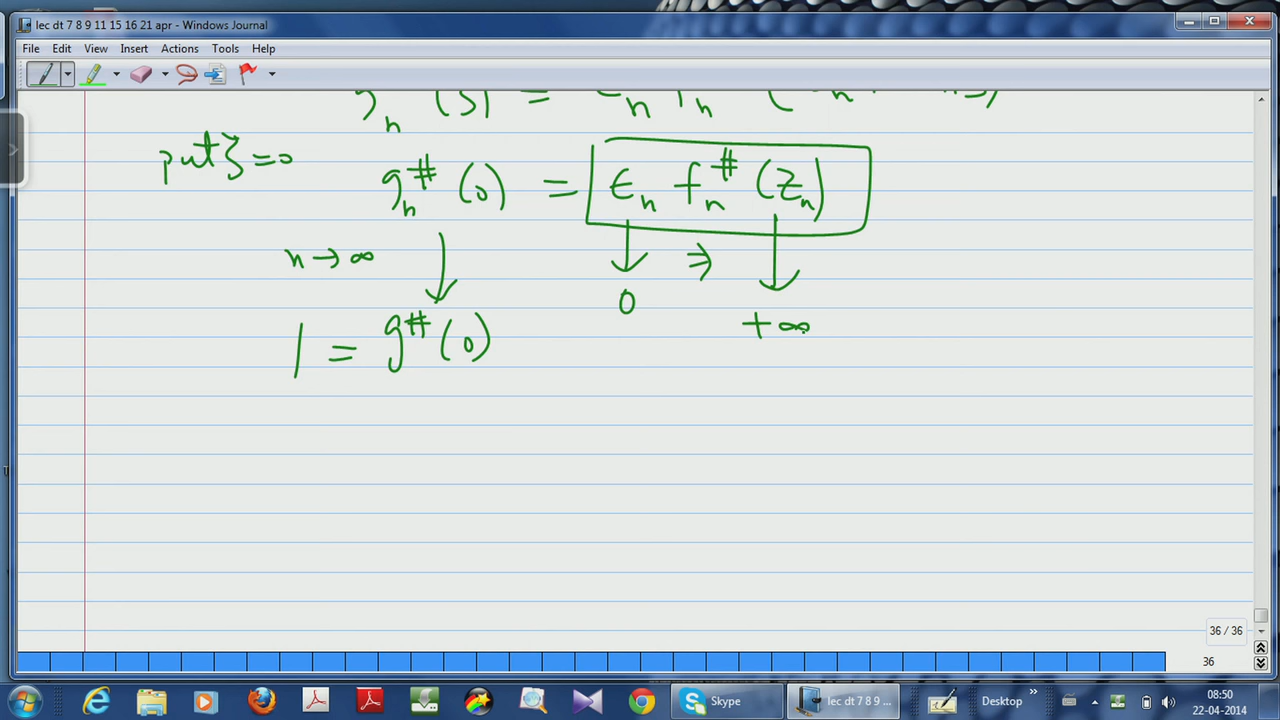 lec dt 7 8 9 11 15 16 21 apr - Windows Journal
File Edit View Insert Actions Tools Help
put ζ = 0
gₙ^# (0) = ϵₙ fₙ^# (zₙ)
n → ∞
0 ⇒ +∞
1 = g^# (0)
36 / 36
36
Skype
lec dt 7 8 9 ...
Desktop
08:50
22-04-2014